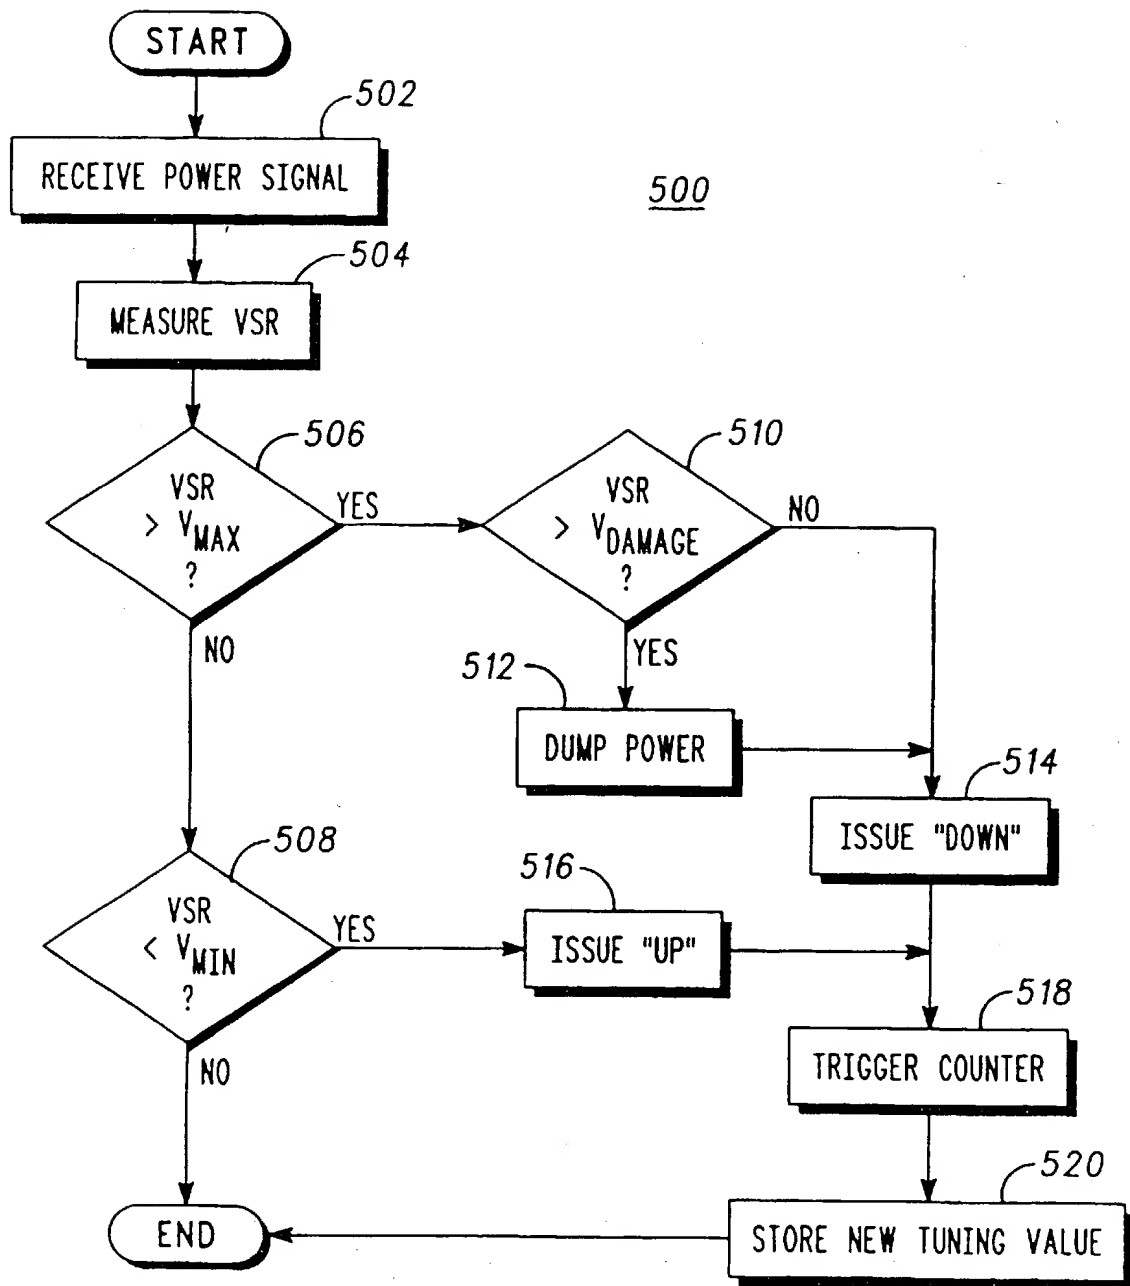 START
502
RECEIVE POWER SIGNAL
500
504
MEASURE VSR
506
VSR
> VMAX
?
YES
NO
510
VSR
> VDAMAGE
?
NO
YES
512
DUMP POWER
514
ISSUE "DOWN"
508
VSR
< VMIN
?
YES
NO
516
ISSUE "UP"
518
TRIGGER COUNTER
520
STORE NEW TUNING VALUE
END